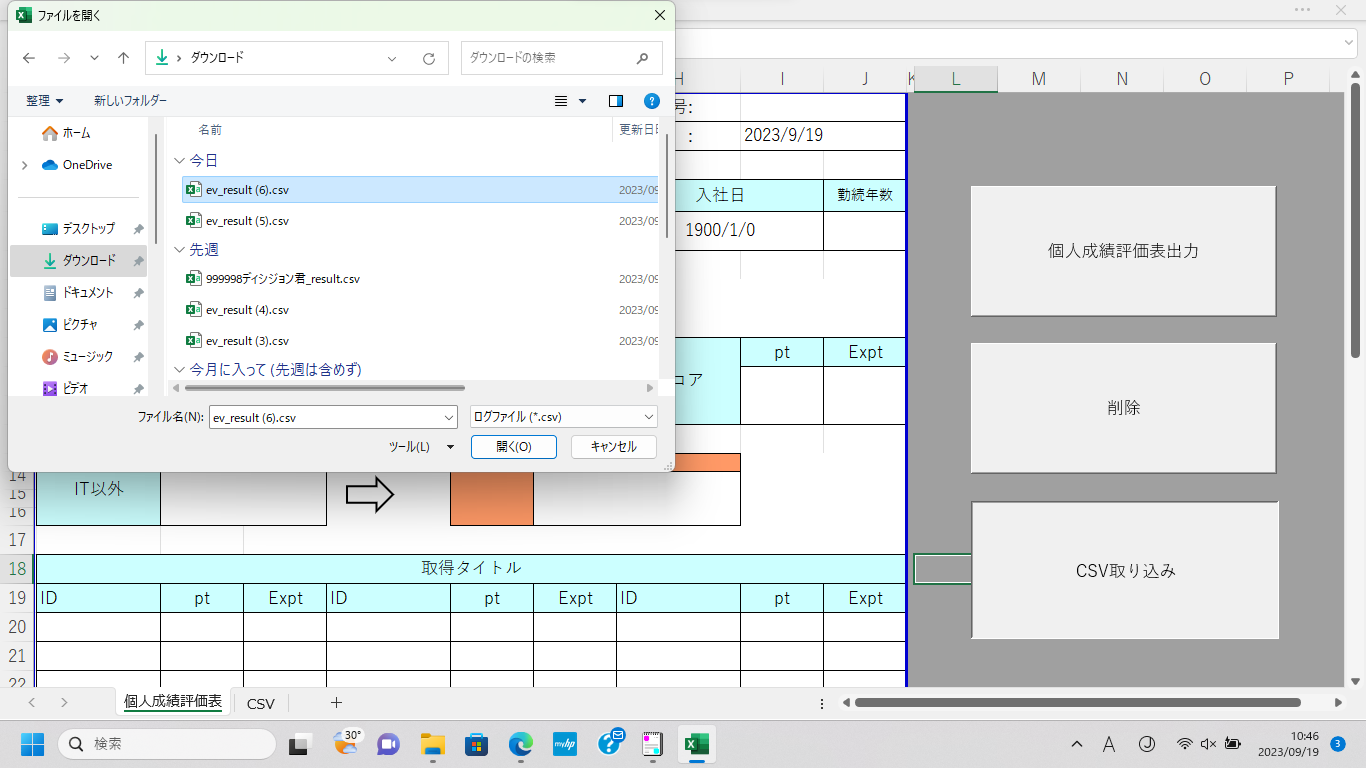 ファイルを開く
ダウンロード
ダウンロードの検索
整理
新しいフォルダー
ホーム
OneDrive
デスクトップ
ダウンロード
ドキュメント
ピクチャ
ミュージック
ビデオ
名前
更新日
今日
ev_result (6).csv
2023/09
ev_result (5).csv
2023/09
先週
999998ディシジョン君_result.csv
2023/09
ev_result (4).csv
2023/09
ev_result (3).csv
2023/09
今月に入って (先週は含めず)
ファイル名(N):
ev_result (6).csv
ログファイル (*.csv)
ツール(L)
開く(O)
キャンセル
H I J K L M N O P
号:
: 2023/9/19
入社日 勤続年数
1900/1/0
コア pt Expt
14
15
16
17
18
19
20
21
22
IT以外
取得タイトル
ID pt Expt ID pt Expt ID pt Expt
個人成績評価表出力
削除
CSV取り込み
個人成績評価表
CSV
検索
30°
myhp
A
10:46
2023/09/19
3